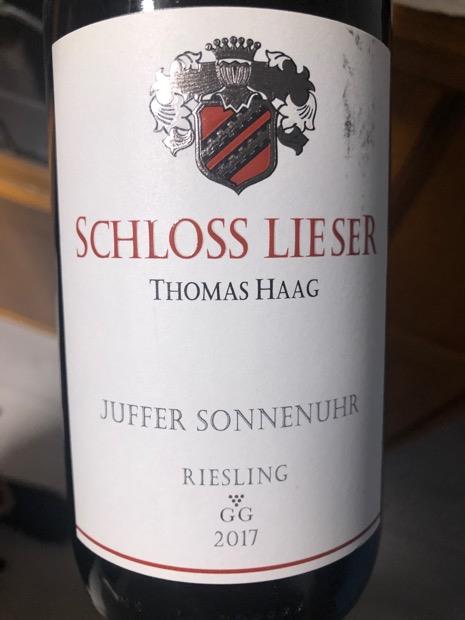 SCHLOSS LIESER
THOMAS HAAG
JUFFER SONNENUHR
RIESLING
GG
2017